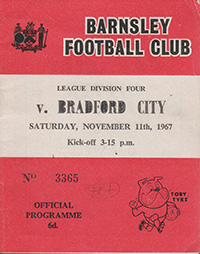 BARNSLEY
FOOTBALL CLUB
LEAGUE DIVISION FOUR
v. BRADFORD CITY
SATURDAY, NOVEMBER 11th, 1967
Kick-off 3-15 p.m.
No 3365
TOBY
TYKE
OFFICIAL
PROGRAMME
6d.